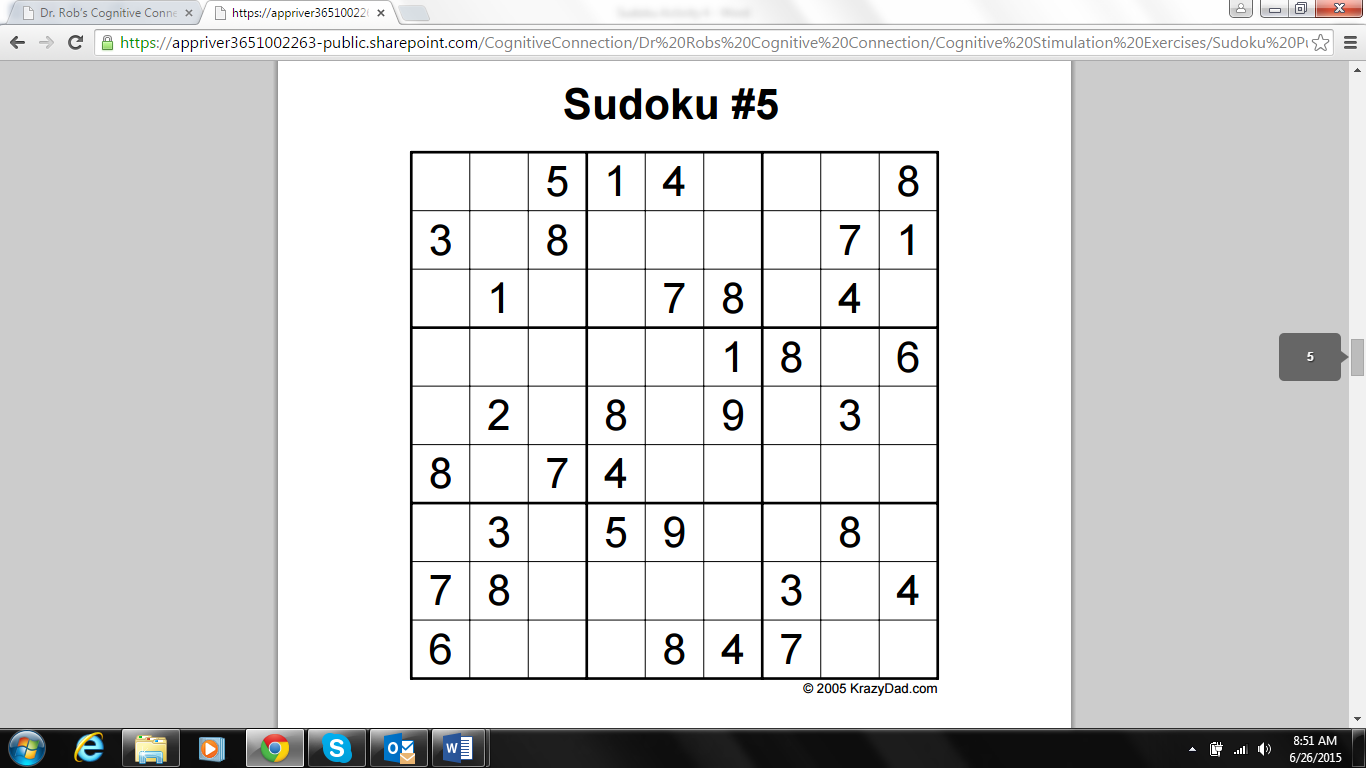 Dr. Rob's Cognitive Conne
https://appriver36510022
https://appriver3651002263-public.sharepoint.com/CognitiveConnection/Dr%20Robs%20Cognitive%20Connection/Cognitive%20Stimulation%20Exercises/Sudoku%20Pu
Sudoku #5
5 1 4 8
3 8 7 1
1 7 8 4
1 8 6
5
2 8 9 3
8 7 4
3 5 9 8
7 8 3 4
6 8 4 7
© 2005 KrazyDad.com
8:51 AM
6/26/2015